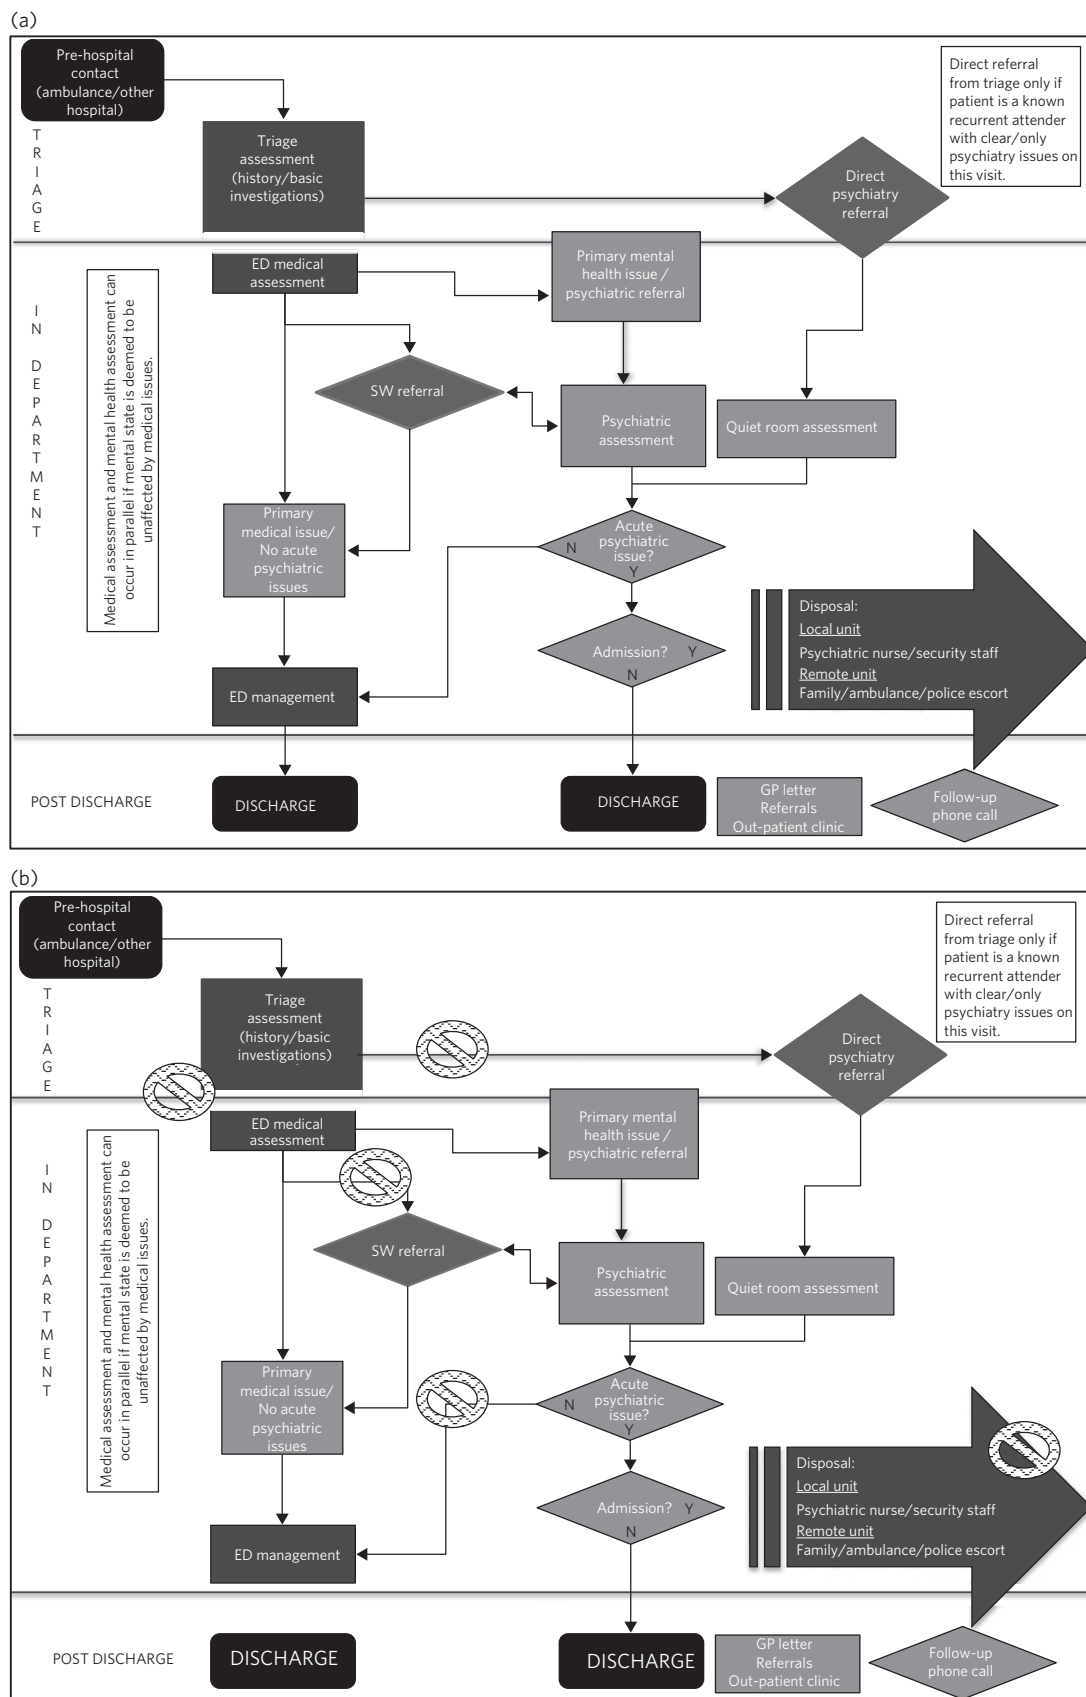 (a)
Pre-hospital
contact
(ambulance/other
hospital)
Direct referral
from triage only if
patient is a known
recurrent attender
with clear/only
psychiatry issues on
this visit.
TRIAGE
Triage
assessment
(history/basic
investigations)
Direct
psychiatry
referral
IN DEPARTMENT
Medical assessment and mental health assessment can
occur in parallel if mental state is deemed to be
unaffected by medical issues.
ED medical
assessment
Primary mental
health issue /
psychiatric referral
SW referral
Psychiatric
assessment
Quiet room assessment
Primary
medical issue/
No acute
psychiatric
issues
Acute
psychiatric
issue?
N
Y
Admission?
Y
N
Disposal:
Local unit
Psychiatric nurse/security staff
Remote unit
Family/ambulance/police escort
ED management
POST DISCHARGE
DISCHARGE
DISCHARGE
GP letter
Referrals
Out-patient clinic
Follow-up
phone call
(b)
Pre-hospital
contact
(ambulance/other
hospital)
Direct referral
from triage only if
patient is a known
recurrent attender
with clear/only
psychiatry issues on
this visit.
TRIAGE
Triage
assessment
(history/basic
investigations)
Direct
psychiatry
referral
IN DEPARTMENT
Medical assessment and mental health assessment can
occur in parallel if mental state is deemed to be
unaffected by medical issues.
ED medical
assessment
Primary mental
health issue /
psychiatric referral
SW referral
Psychiatric
assessment
Quiet room assessment
Primary
medical issue/
No acute
psychiatric
issues
Acute
psychiatric
issue?
N
Y
Admission?
Y
N
Disposal:
Local unit
Psychiatric nurse/security staff
Remote unit
Family/ambulance/police escort
ED management
POST DISCHARGE
DISCHARGE
DISCHARGE
GP letter
Referrals
Out-patient clinic
Follow-up
phone call